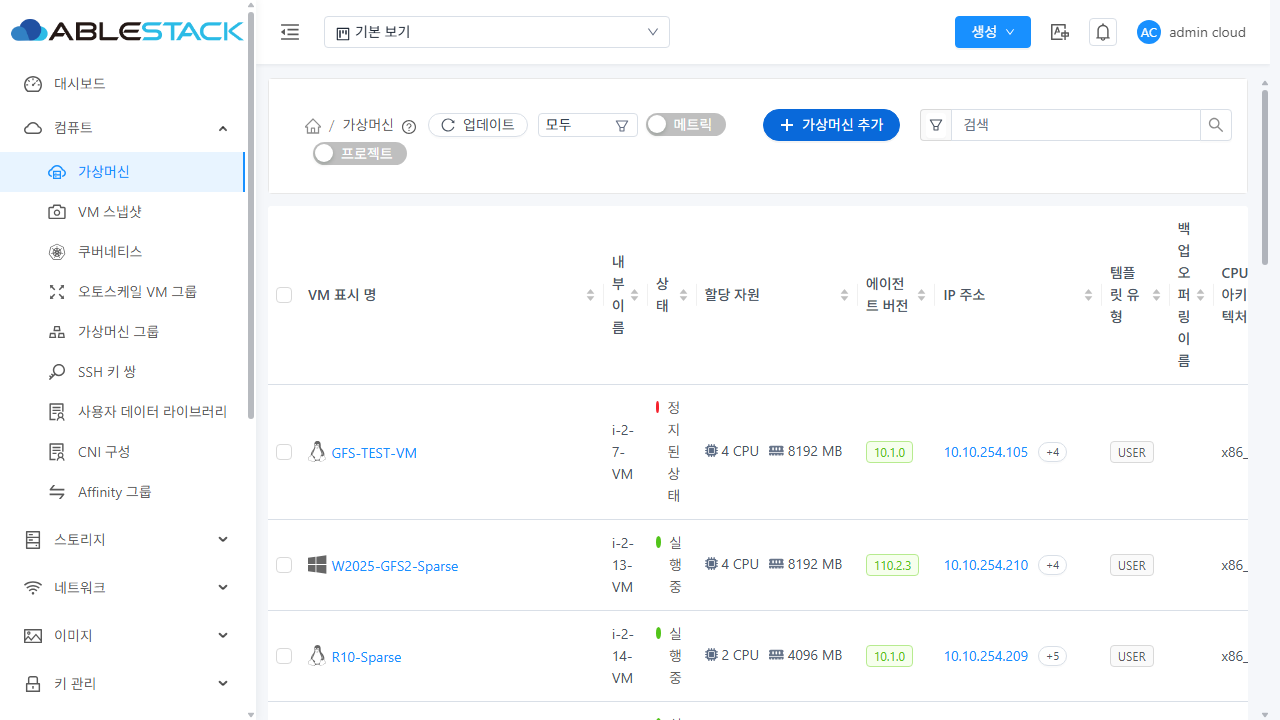 ABLESTACK
기본 보기
생성
AC
admin cloud
대시보드
컴퓨트
가상머신
VM 스냅샷
쿠버네티스
오토스케일 VM 그룹
가상머신 그룹
SSH 키 쌍
사용자 데이터 라이브러리
CNI 구성
Affinity 그룹
스토리지
네트워크
이미지
키 관리
/ 가상머신
업데이트
모두
메트릭
프로젝트
가상머신 추가
검색
VM 표시 명
내
부
이
름
상
태
할당 자원
에이전
트 버전
IP 주소
템플
릿 유
형
백
업
오
퍼
링
이
름
CPU
아키
텍처
GFS-TEST-VM
i-2-
7-
VM
정
지
된
상
태
4 CPU
8192 MB
10.1.0
10.10.254.105
+4
USER
x86_
W2025-GFS2-Sparse
i-2-
13-
VM
실
행
중
4 CPU
8192 MB
110.2.3
10.10.254.210
+4
USER
x86_
R10-Sparse
i-2-
14-
VM
실
행
중
2 CPU
4096 MB
10.1.0
10.10.254.209
+5
USER
x86_